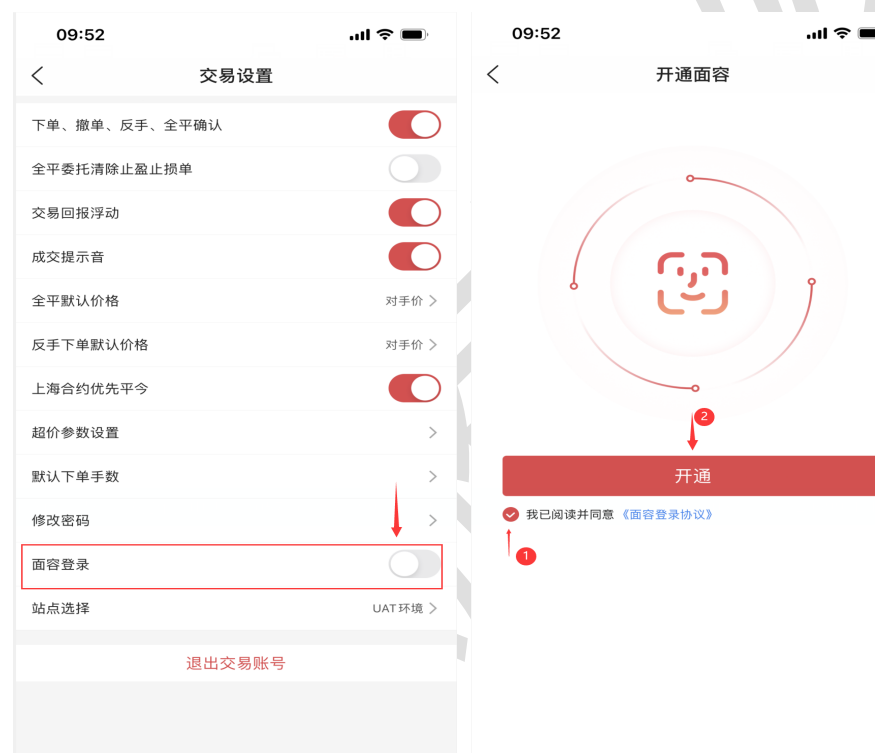 09:52
交易设置
下单、撤单、反手、全平确认
全平委托清除止盈止损单
交易回报浮动
成交提示音
全平默认价格 对手价
反手下单默认价格 对手价
上海合约优先平今
超价参数设置
默认下单手数
修改密码
面容登录
站点选择 UAT环境
退出交易账号
09:52
开通面容
2
开通
我已阅读并同意《面容登录协议》
1